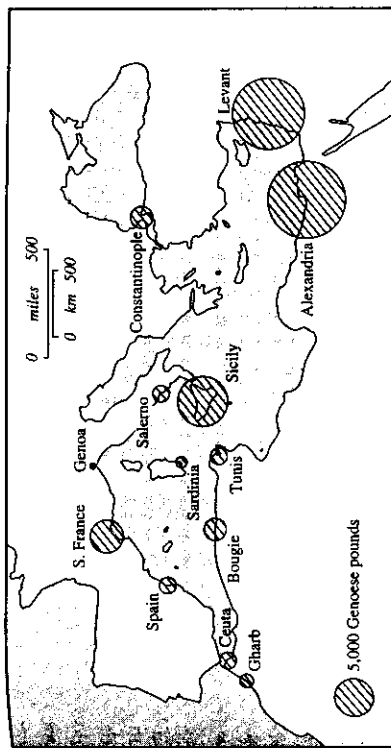 miles 500
0
0 km 500
Constantinople
Levant
Alexandria
Genoa
Salerno
Sicily
S. France
Sardinia
Tunis
Spain
Bougie
Ceuta
Gharb
5,000 Genoese pounds